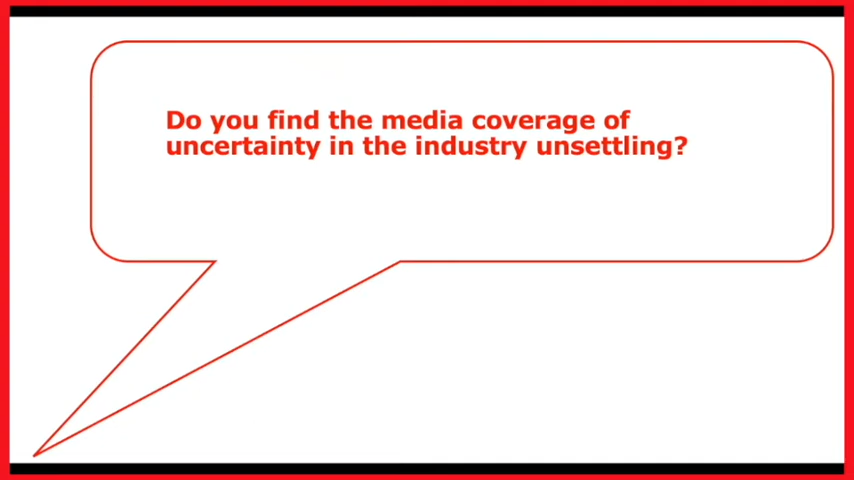 Do you find the media coverage of
uncertainty in the industry unsettling?